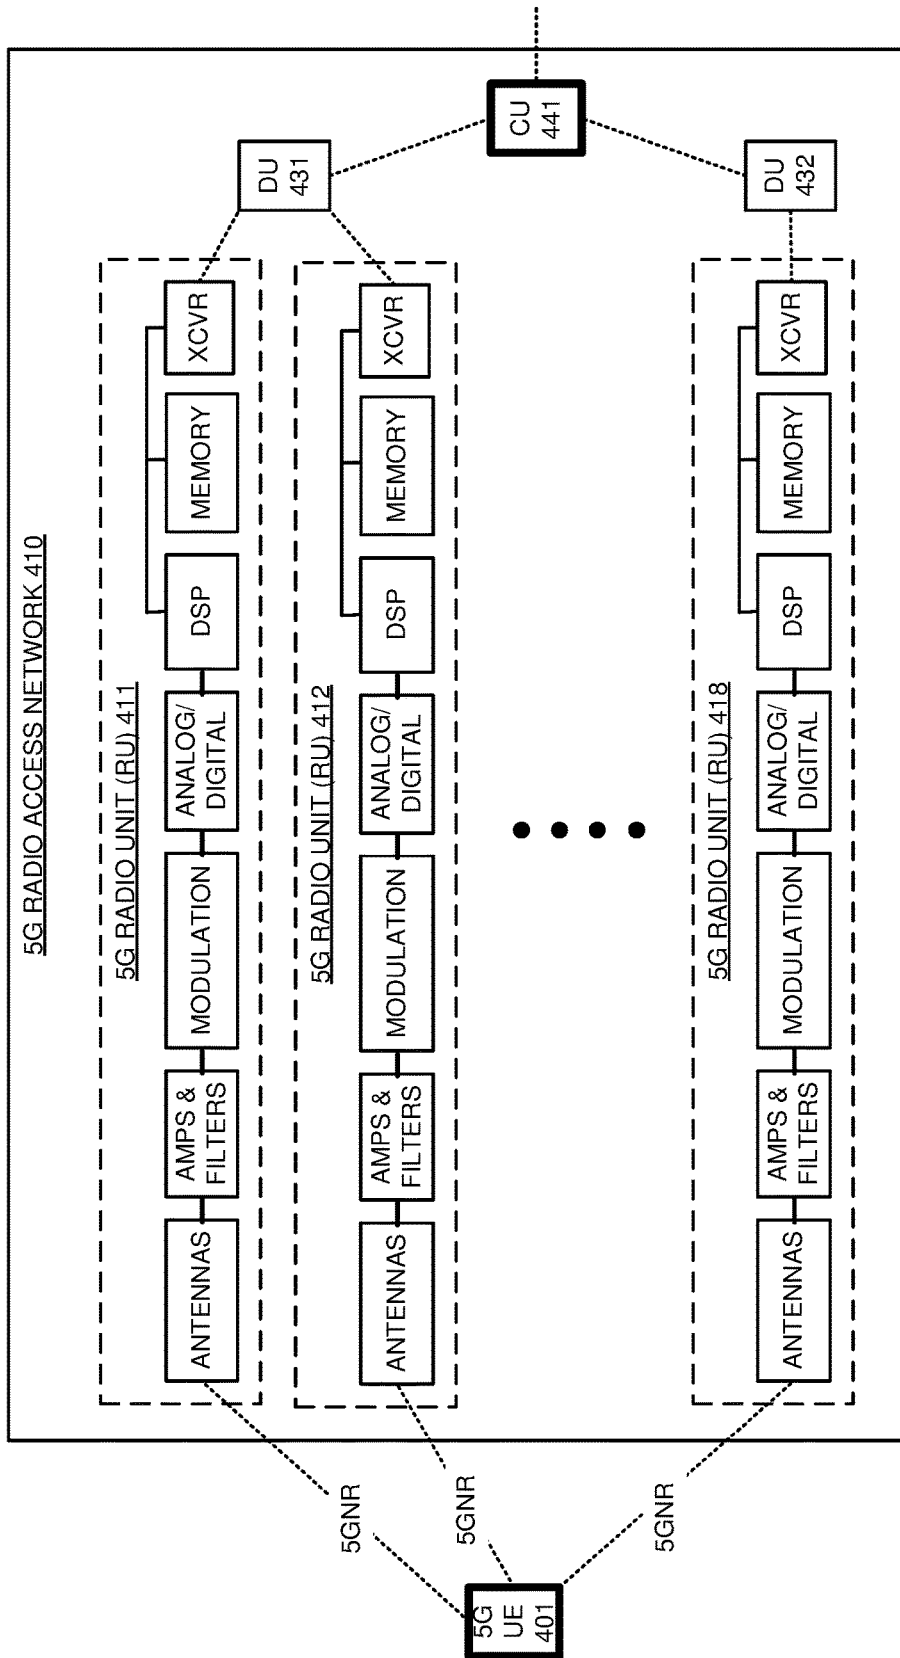 5G RADIO ACCESS NETWORK 410
5G RADIO UNIT (RU) 411
ANTENNAS
AMPS &
FILTERS
MODULATION
ANALOG/
DIGITAL
DSP
MEMORY
XCVR
5G RADIO UNIT (RU) 412
ANTENNAS
AMPS &
FILTERS
MODULATION
ANALOG/
DIGITAL
DSP
MEMORY
XCVR
5G RADIO UNIT (RU) 418
ANTENNAS
AMPS &
FILTERS
MODULATION
ANALOG/
DIGITAL
DSP
MEMORY
XCVR
5GNR
5GNR
5GNR
5G
UE
401
DU
431
DU
432
CU
441